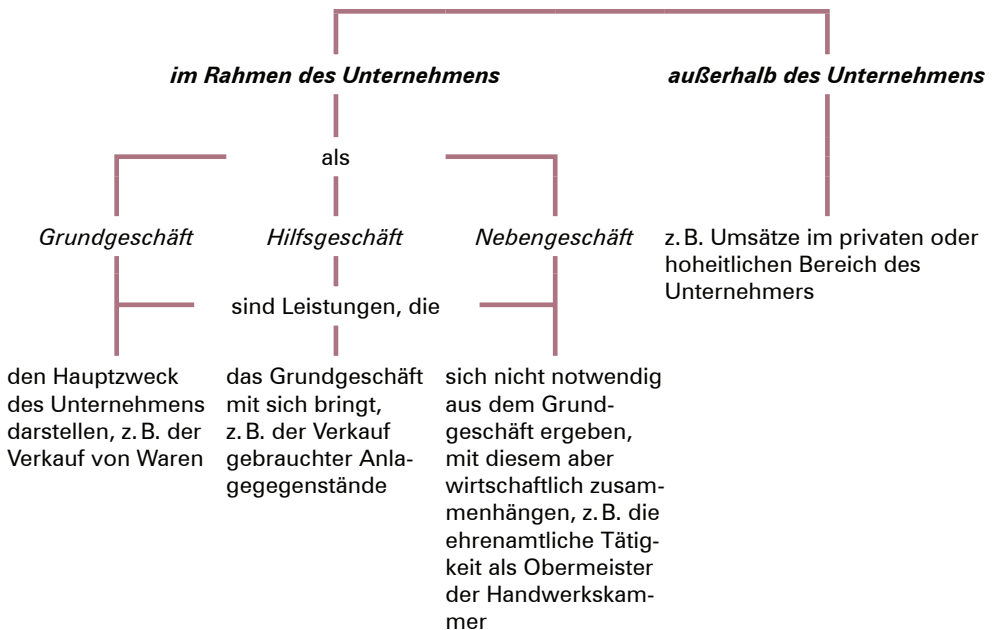 im Rahmen des Unternehmens
außerhalb des Unternehmens
als
Grundgeschäft
Hilfsgeschäft
Nebengeschäft
z. B. Umsätze im privaten oder
hoheitlichen Bereich des
Unternehmers
sind Leistungen, die
den Hauptzweck
des Unternehmens
darstellen, z. B. der
Verkauf von Waren
das Grundgeschäft
mit sich bringt,
z. B. der Verkauf
gebrauchter Anla-
gegegenstände
sich nicht notwendig
aus dem Grund-
geschäft ergeben,
mit diesem aber
wirtschaftlich zusam-
menhängen, z. B. die
ehrenamtliche Tätig-
keit als Obermeister
der Handwerkskam-
mer